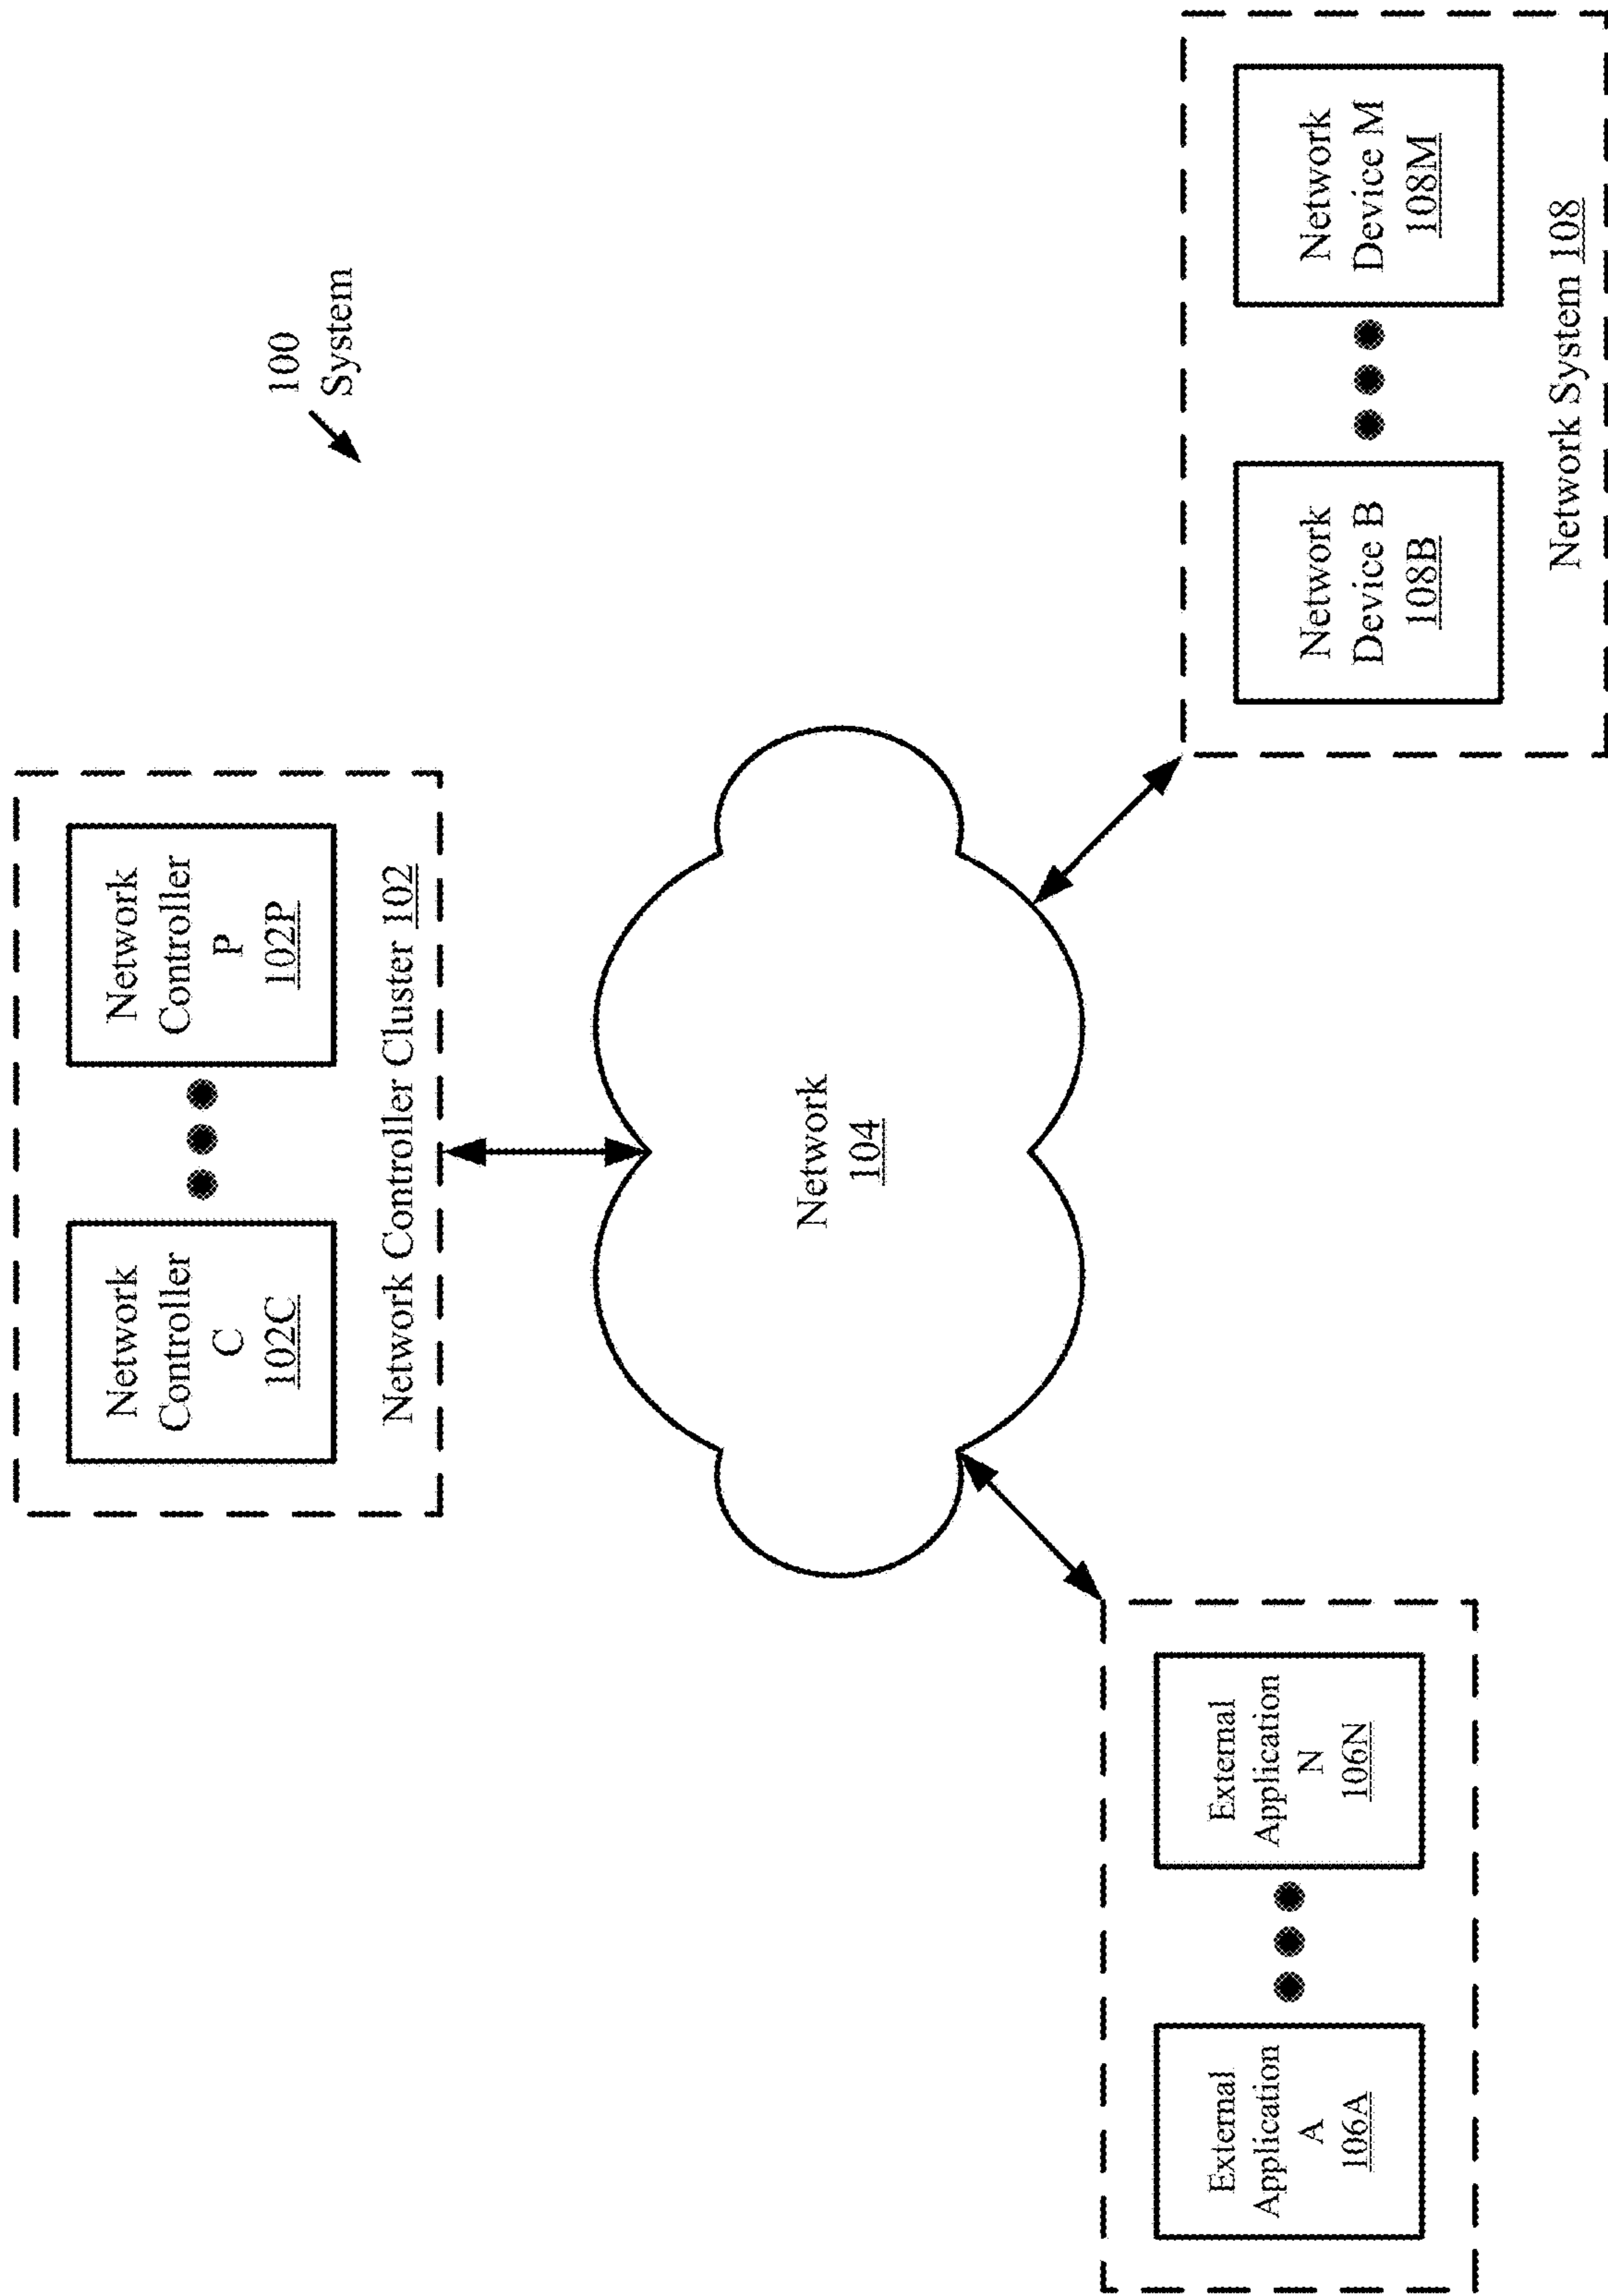 100
System
Network
Controller
C
102C
Network
Controller
P
102P
Network Controller Cluster 102
Network
104
External
Application
A
106A
External
Application
N
106N
Network
Device B
108B
Network
Device M
108M
Network System 108